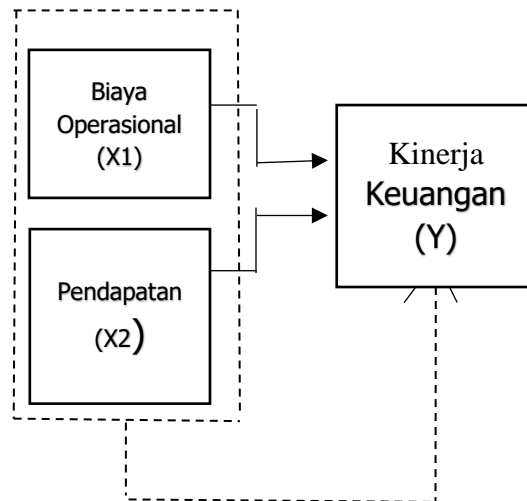 Biaya
Operasional
(X1)
Kinerja
Keuangan
(Y)
Pendapatan
(X2)